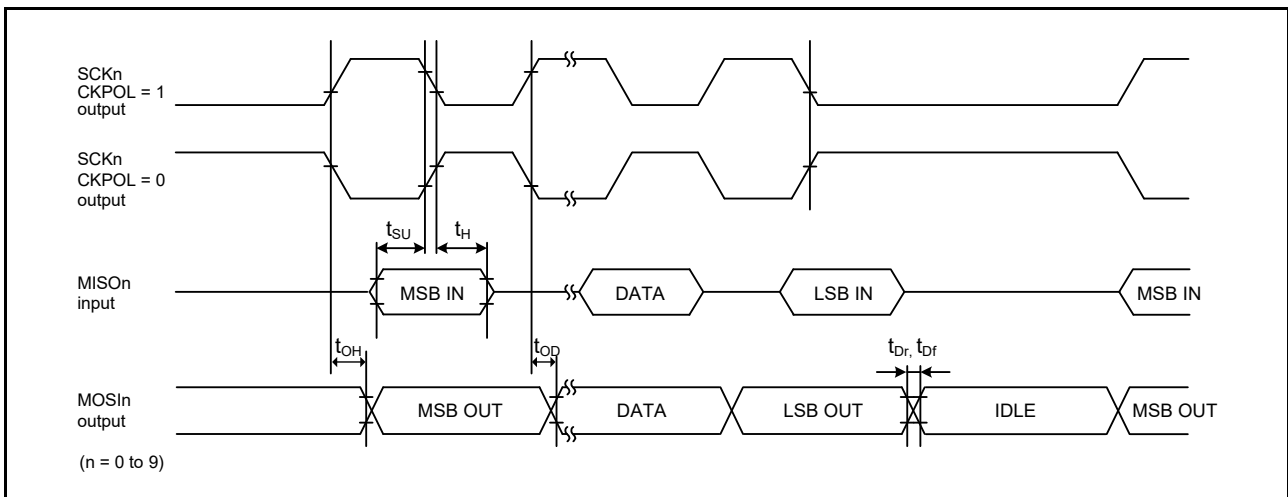 SCKn
CKPOL = 1
output
SCKn
CKPOL = 0
output
tSU
tH
MISOn
input
MSB IN
DATA
LSB IN
MSB IN
tOH
tOD
tDr, tDf
MOSIn
output
MSB OUT
DATA
LSB OUT
IDLE
MSB OUT
(n = 0 to 9)